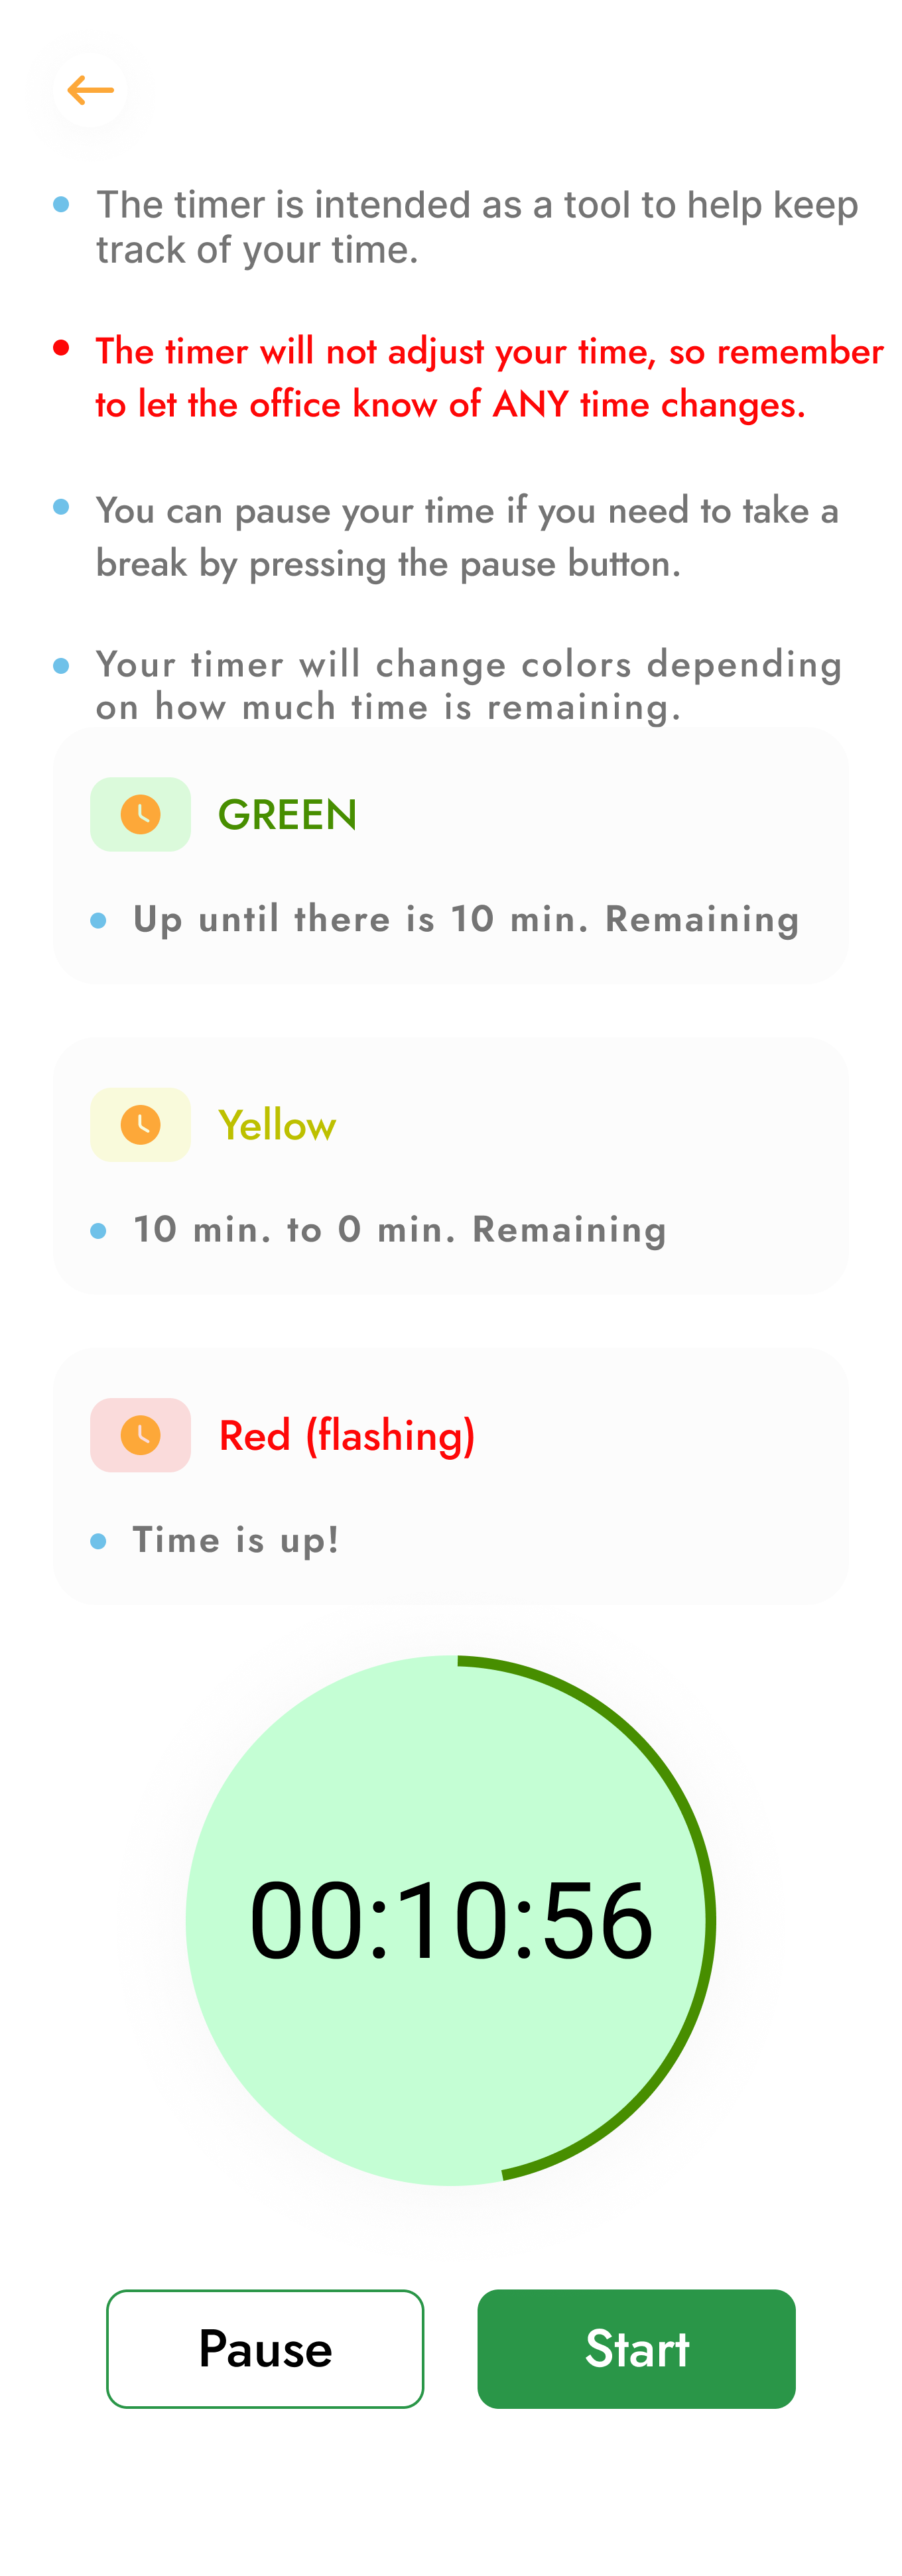 The timer is intended as a tool to help keep
track of your time.
The timer will not adjust your time, so remember
to let the office know of ANY time changes.
You can pause your time if you need to take a
break by pressing the pause button.
Your timer will change colors depending
on how much time is remaining.
GREEN
Up until there is 10 min. Remaining
Yellow
10 min. to 0 min. Remaining
Red (flashing)
Time is up!
00:10:56
Pause
Start